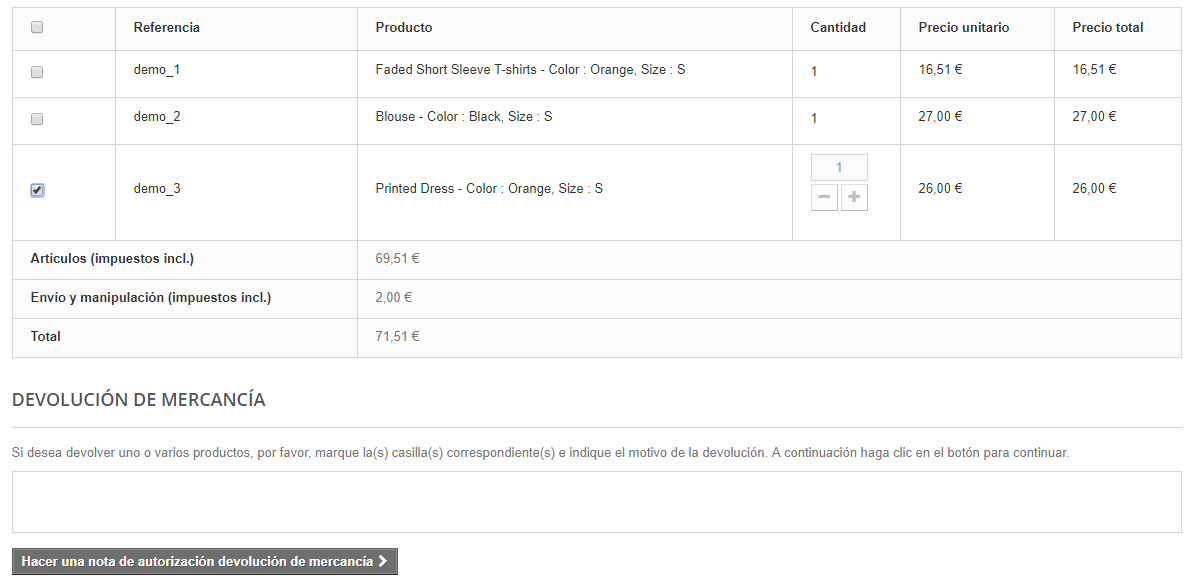 Referencia Producto Cantidad Precio unitario Precio total
demo_1 Faded Short Sleeve T-shirts - Color : Orange, Size : S 1 16,51 € 16,51 €
demo_2 Blouse - Color : Black, Size : S 1 27,00 € 27,00 €
demo_3 Printed Dress - Color : Orange, Size : S 1 26,00 € 26,00 €
Artículos (impuestos incl.) 69,51 €
Envío y manipulación (impuestos incl.) 2,00 €
Total 71,51 €
DEVOLUCIÓN DE MERCANCÍA
Si desea devolver uno o varios productos, por favor, marque la(s) casilla(s) correspondiente(s) e indique el motivo de la devolución. A continuación haga clic en el botón para continuar.
Hacer una nota de autorización devolución de mercancía